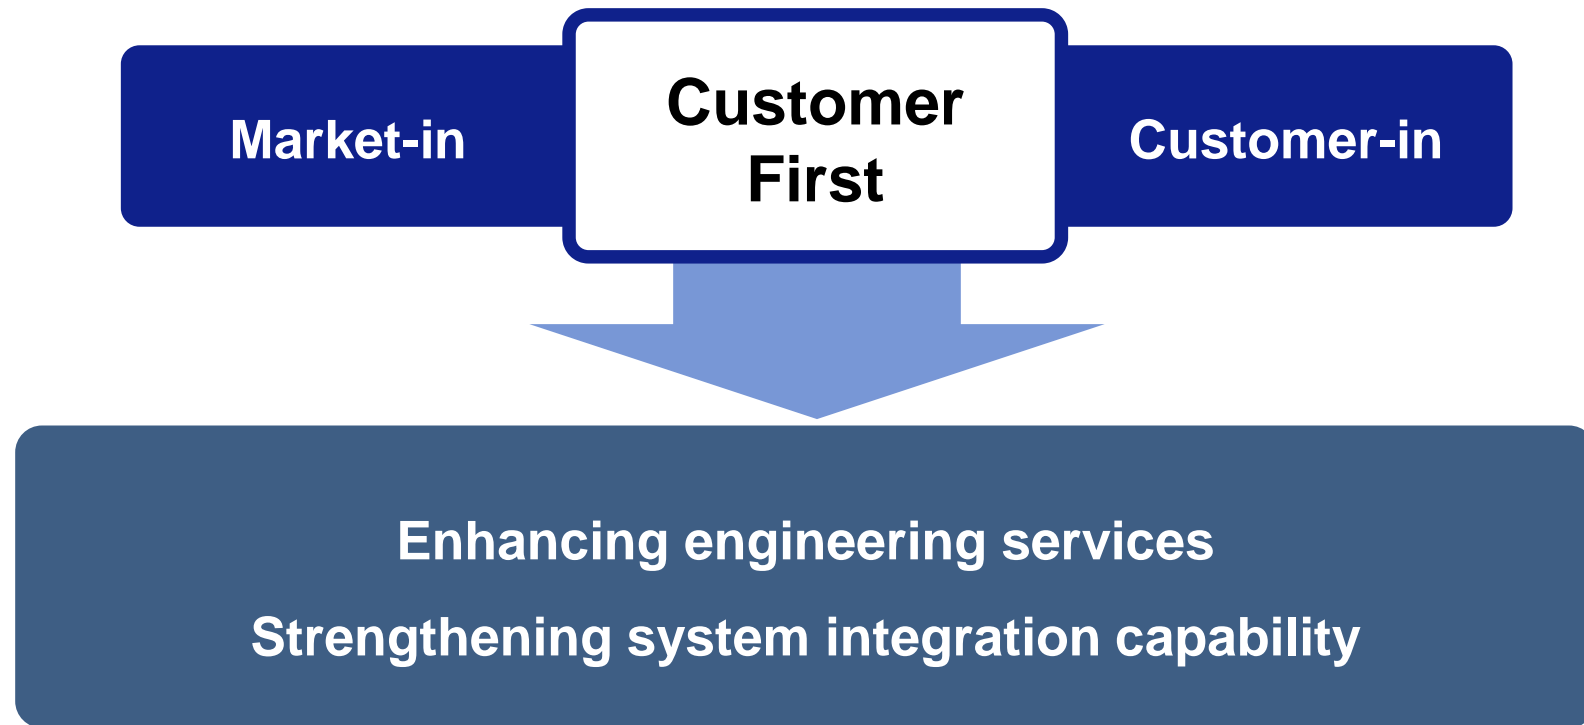 Market-in
Customer
First
Customer-in
Enhancing engineering services
Strengthening system integration capability